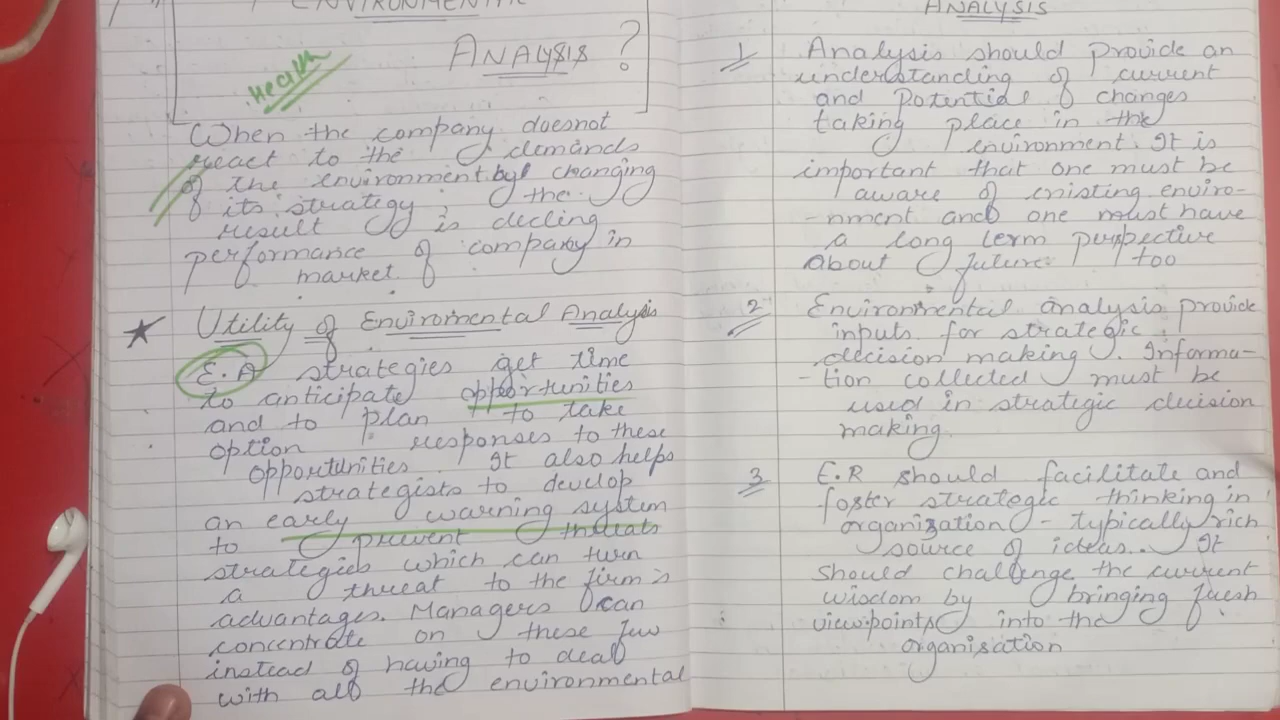 ENVIRONMENTAL
ANALYSIS ?
Health
When the company doesnot
react to the demands
of the environment by changing
its strategy, the
result is decling
performance of company in
market.
Utility of Enviromental Analysis
E.A strategies get time
to anticipate opportunities
and to plan to take
option responses to these
opportunities. It also helps
strategists to develop
an early warning system
to prevent threats
strategies which can turn
a threat to the firm's
advantages. Managers can
concentrate on these few
instead of having to deal
with all the environmental
ANALYSIS
1 Analysis should provide an
understanding of current
and Potential of changes
taking place in the
environment. It is
important that one must be
aware of existing enviro-
-nment and one must have
a long term perspective
about future too
2 Environmental analysis provide
inputs for strategic
decision making. Informa-
-tion collected must be
used in strategic decision
making.
3 E.R should facilitate and
foster strategic thinking in
organization - typically rich
source of ideas. It
should challenge the current
wisdom by bringing fresh
viewpoints into the
organisation